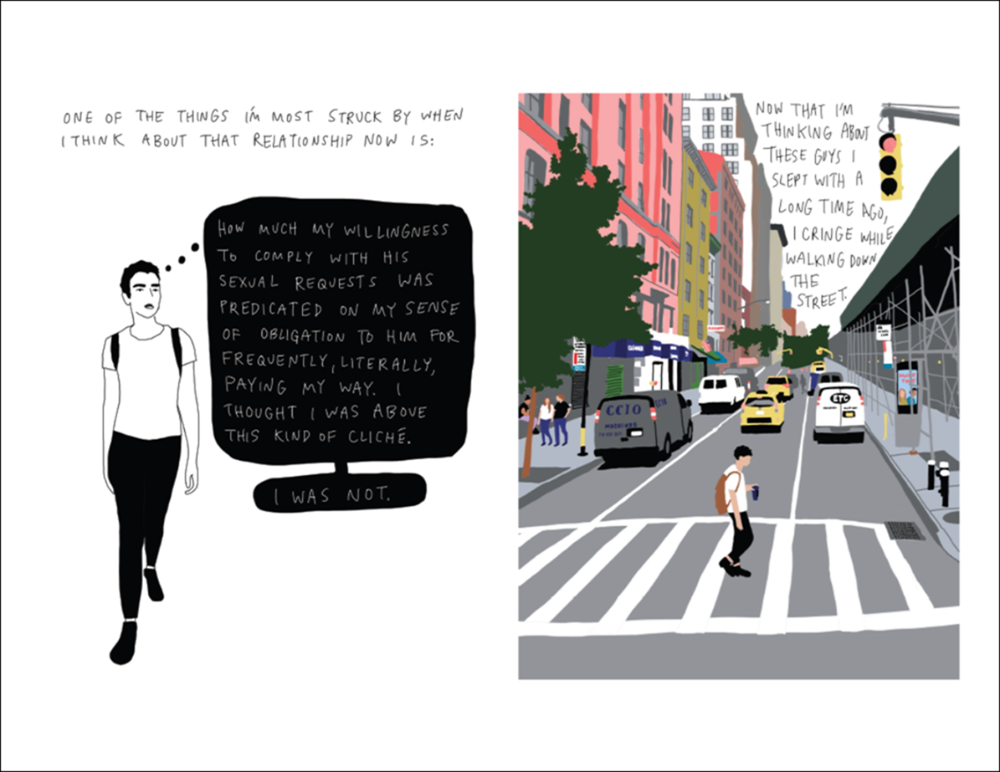 ONE OF THE THINGS I'M MOST STRUCK BY WHEN
I THINK ABOUT THAT RELATIONSHIP NOW IS:
HOW MUCH MY WILLINGNESS
TO COMPLY WITH HIS
SEXUAL REQUESTS WAS
PREDICATED ON MY SENSE
OF OBLIGATION TO HIM FOR
FREQUENTLY, LITERALLY,
PAYING MY WAY. I
THOUGHT I WAS ABOVE
THIS KIND OF CLICHÉ.
I WAS NOT.
NOW THAT I'M
THINKING ABOUT
THESE GUYS I
SLEPT WITH A
LONG TIME AGO,
I CRINGE WHILE
WALKING DOWN
THE
STREET.
CCIO
CCIO
MACHINES
ETC